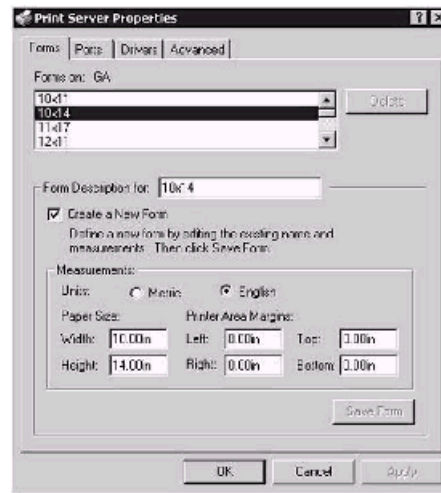 Print Server Properties
Forms Ports Drivers Advanced
Forms on: GA
10x11
10x14
11x17
12x11
Delete
Form Description for: 10x14
Create a New Form
Define a new form by editing the existing name and
measurements. Then click Save Form.
Measurements:
Units: Metric English
Paper Size: Printer Area Margins:
Width: 10.00in Left: 0.00in Top: 0.00in
Height: 14.00in Right: 0.00in Bottom: 0.00in
Save Form
OK Cancel Apply